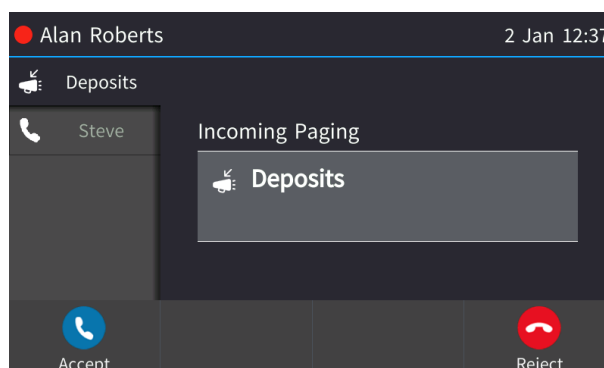 Alan Roberts 2 Jan 12:37
Deposits
Steve
Incoming Paging
Deposits
Accept Reject